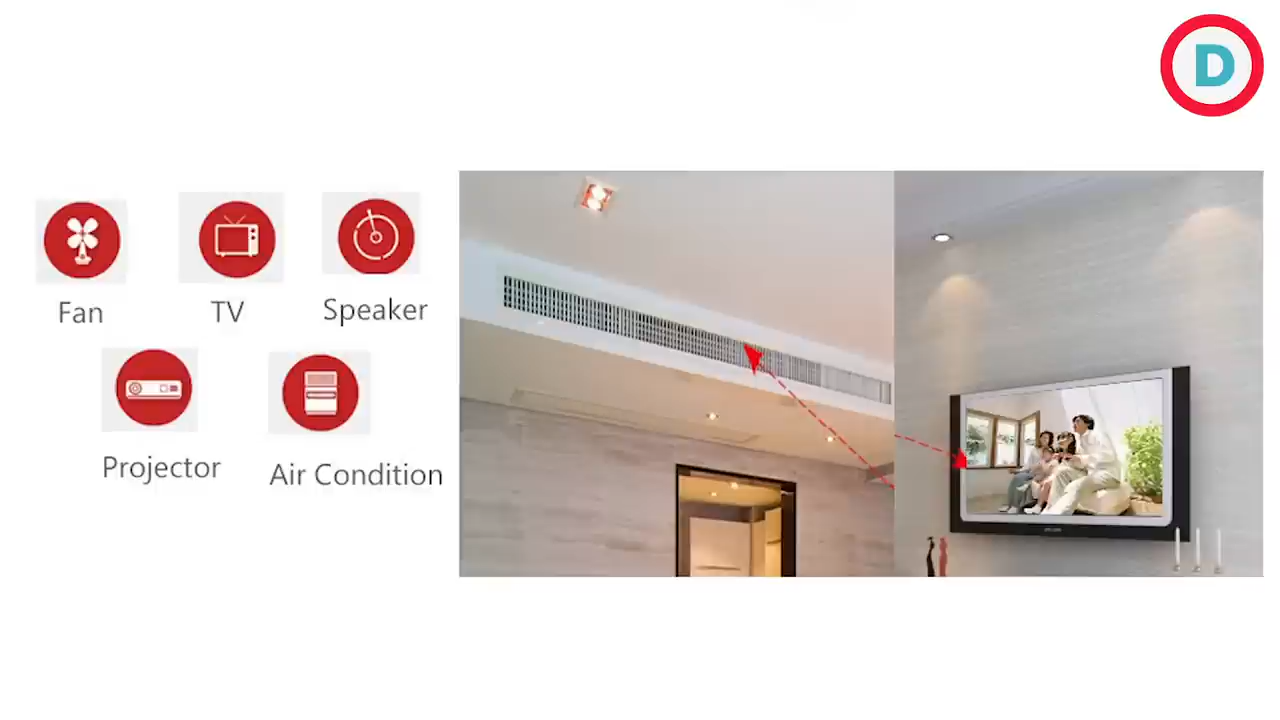 D
Fan
TV
Speaker
Projector
Air Condition